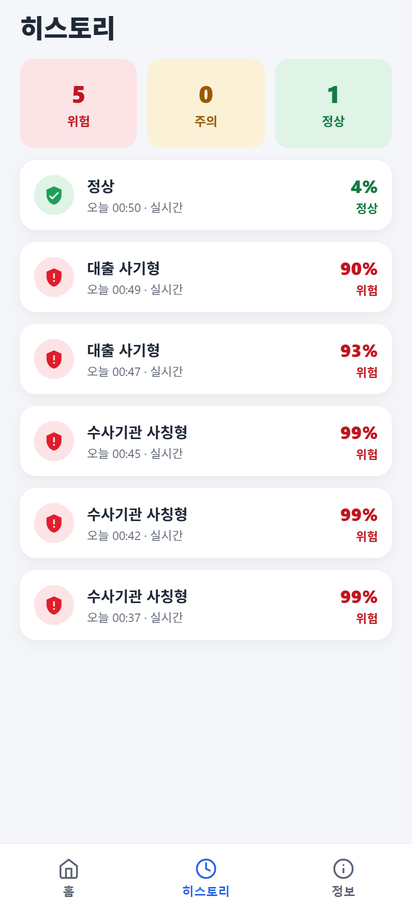 히스토리
5 0 1
위험 주의 정상
정상 4%
오늘 00:50 · 실시간 정상
대출 사기형 90%
오늘 00:49 · 실시간 위험
대출 사기형 93%
오늘 00:47 · 실시간 위험
수사기관 사칭형 99%
오늘 00:45 · 실시간 위험
수사기관 사칭형 99%
오늘 00:42 · 실시간 위험
수사기관 사칭형 99%
오늘 00:37 · 실시간 위험
홈 히스토리 정보